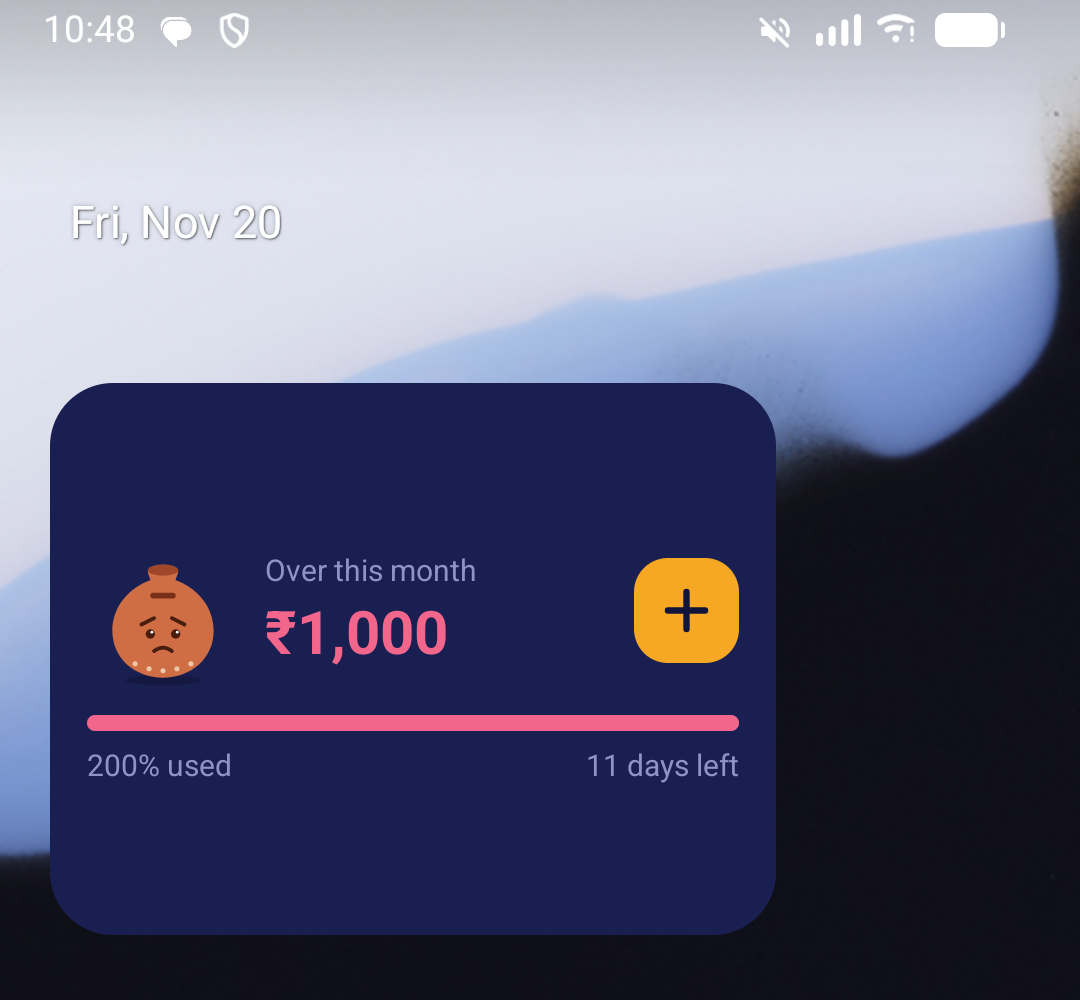 10:48
Fri, Nov 20
Over this month
₹1,000
200% used
11 days left